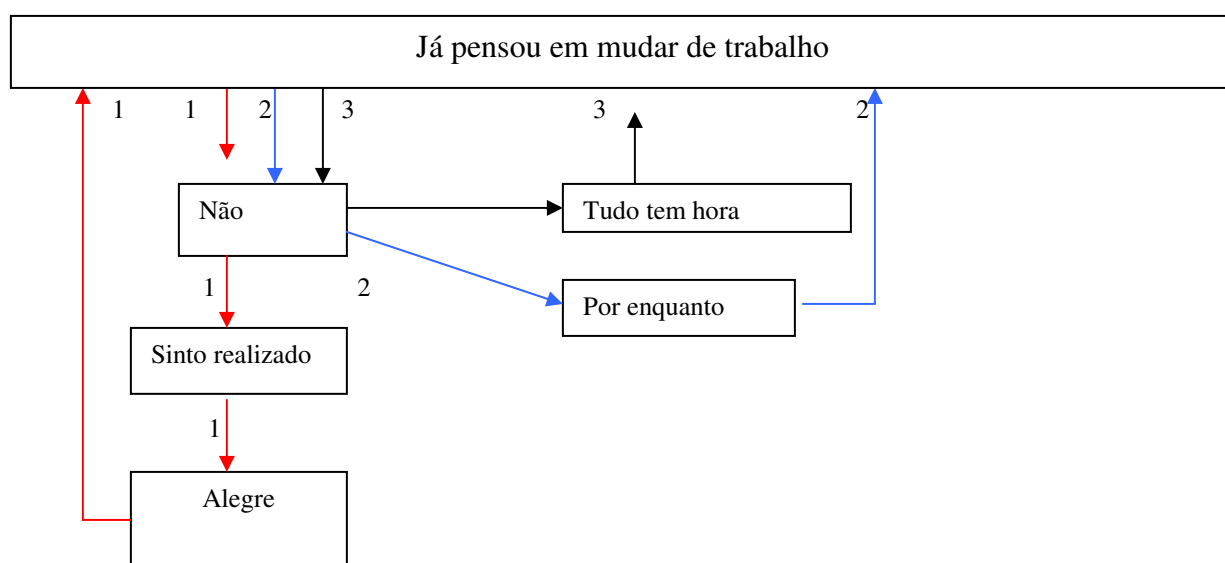 Já pensou em mudar de trabalho
1 1 2 3 3 2
Não
Tudo tem hora
1 2
Por enquanto
Sinto realizado
1
Alegre